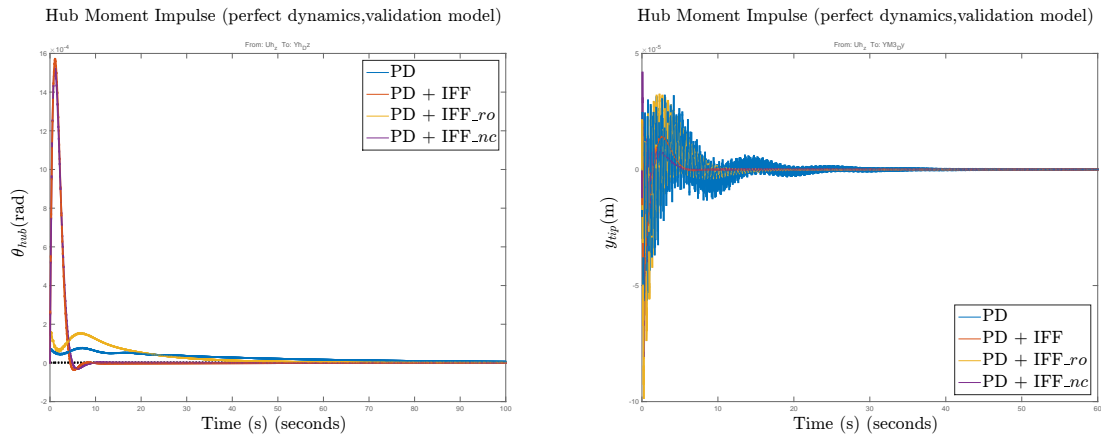 Hub Moment Impulse (perfect dynamics,validation model)
From: Uh_z To: Yh_Dz
×10^-4
16
14
12
10
8
6
4
2
0
-2
0 10 20 30 40 50 60 70 80 90 100
θ_hub(rad)
Time (s) (seconds)
PD
PD + IFF
PD + IFF_ro
PD + IFF_nc
Hub Moment Impulse (perfect dynamics,validation model)
From: Uh_z To: YM3_Dy
×10^-5
5
0
-5
-10
0 10 20 30 40 50 60
y_tip(m)
Time (s) (seconds)
PD
PD + IFF
PD + IFF_ro
PD + IFF_nc